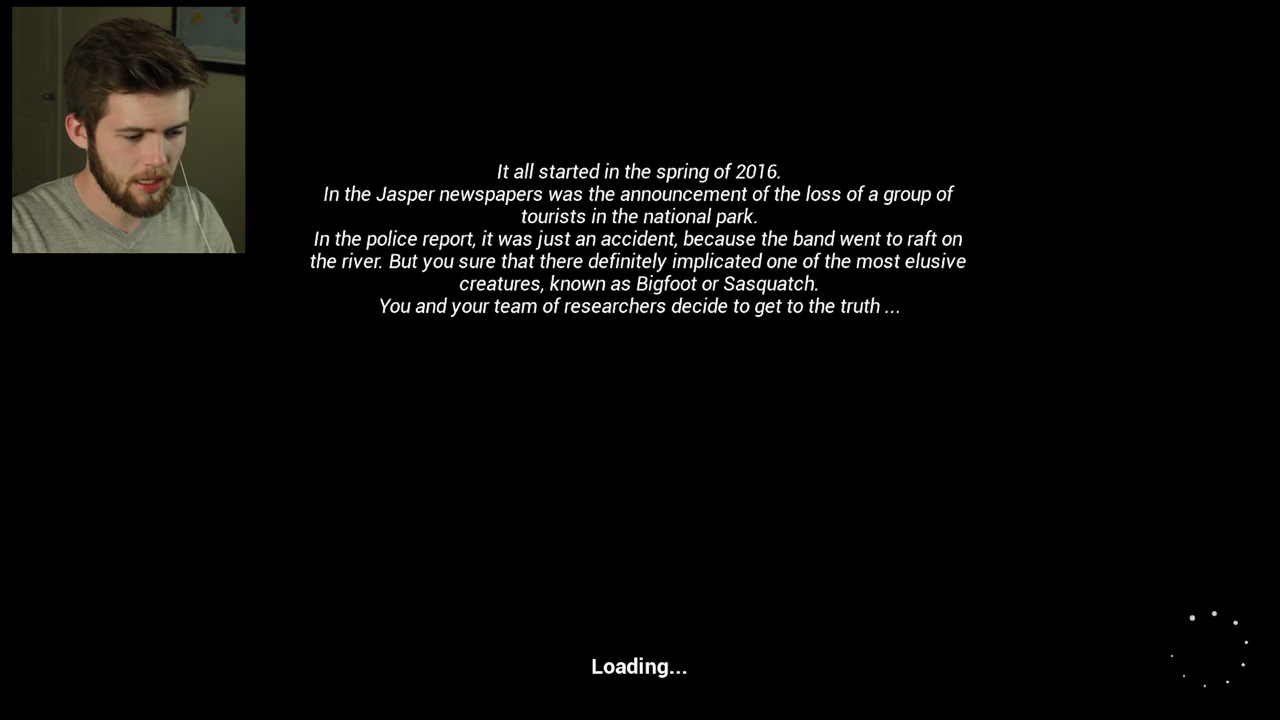 It all started in the spring of 2016.
In the Jasper newspapers was the announcement of the loss of a group of
tourists in the national park.
In the police report, it was just an accident, because the band went to raft on
the river. But you sure that there definitely implicated one of the most elusive
creatures, known as Bigfoot or Sasquatch.
You and your team of researchers decide to get to the truth ...
Loading...